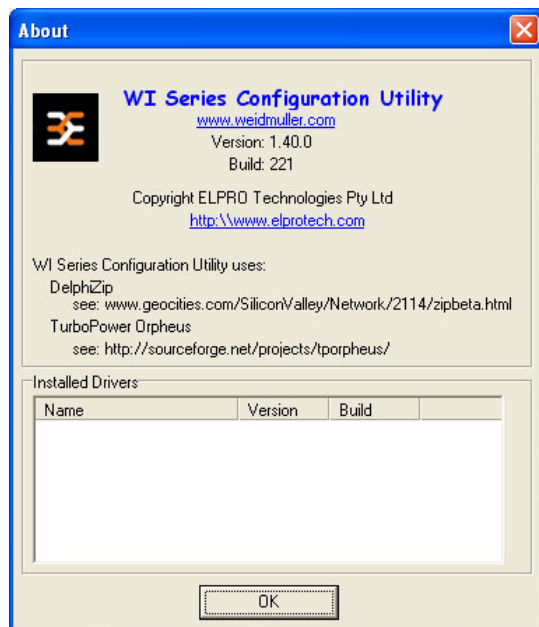 About
WI Series Configuration Utility
www.weidmuller.com
Version: 1.40.0
Build: 221
Copyright ELPRO Technologies Pty Ltd
http:\\www.elprotech.com
WI Series Configuration Utility uses:
DelphiZip
see: www.geocities.com/SiliconValley/Network/2114/zipbeta.html
TurboPower Orpheus
see: http://sourceforge.net/projects/tporpheus/
Installed Drivers
Name Version Build
OK